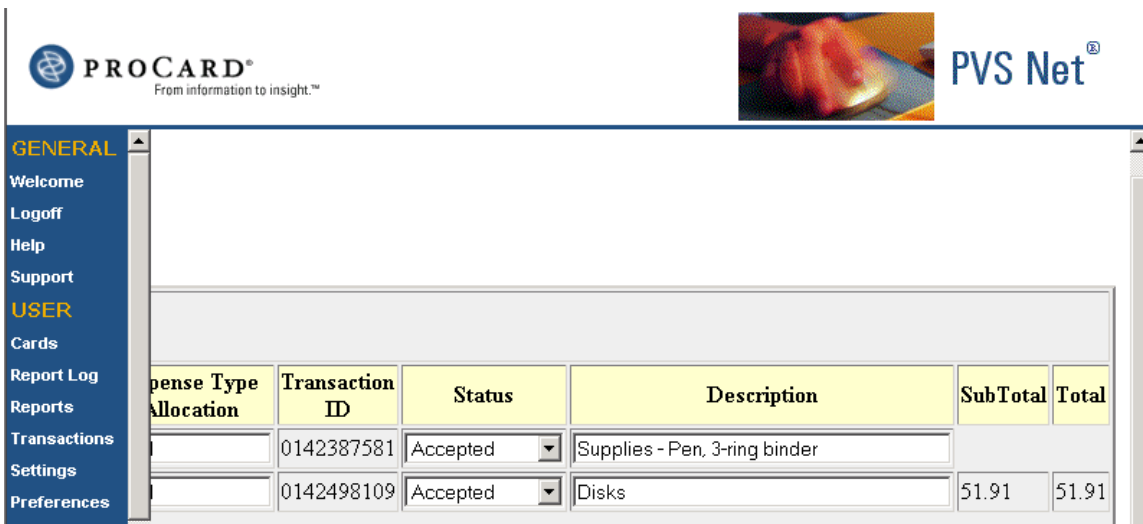 PROCARD®
From information to insight.™
PVS Net®
GENERAL
Welcome
Logoff
Help
Support
USER
Cards
Report Log
Reports
Transactions
Settings
Preferences
pense Type Allocation
Transaction ID
Status
Description
SubTotal
Total
0142387581 Accepted Supplies - Pen, 3-ring binder
0142498109 Accepted Disks 51.91 51.91